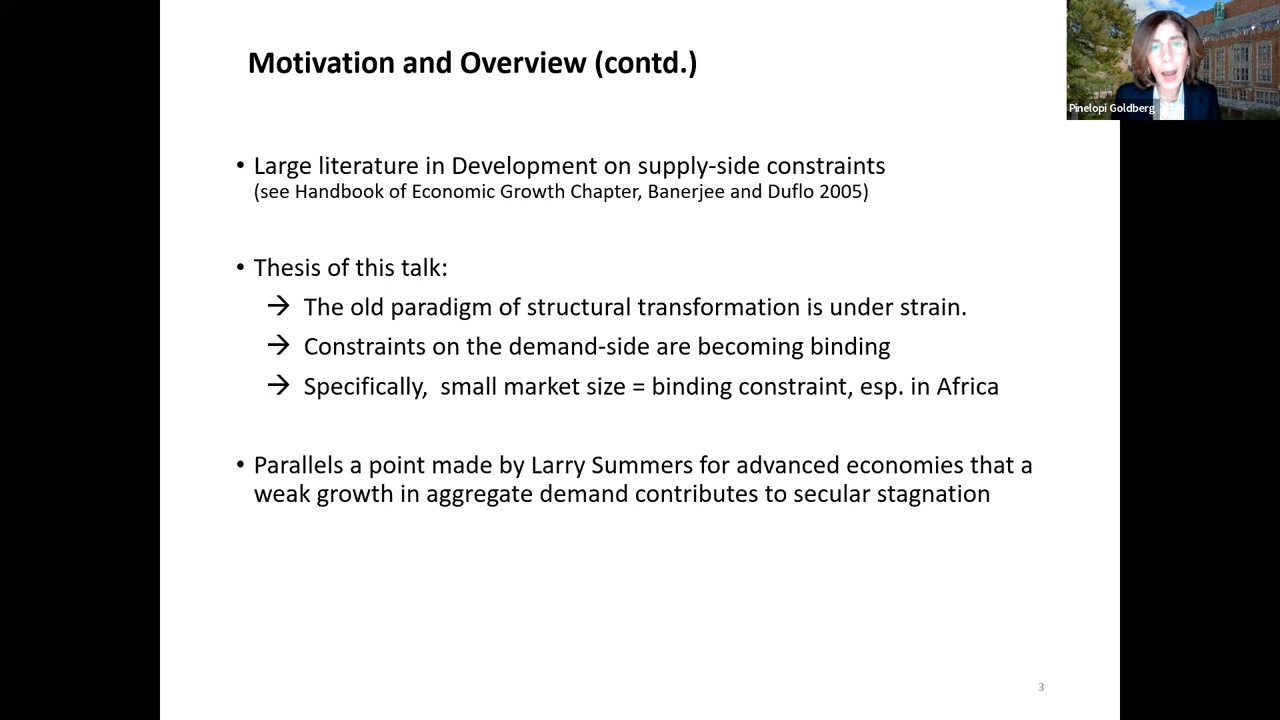 Motivation and Overview (contd.)
Pinelopi Goldberg
• Large literature in Development on supply-side constraints
(see Handbook of Economic Growth Chapter, Banerjee and Duflo 2005)
• Thesis of this talk:
→ The old paradigm of structural transformation is under strain.
→ Constraints on the demand-side are becoming binding
→ Specifically,  small market size = binding constraint, esp. in Africa
• Parallels a point made by Larry Summers for advanced economies that a
weak growth in aggregate demand contributes to secular stagnation
3